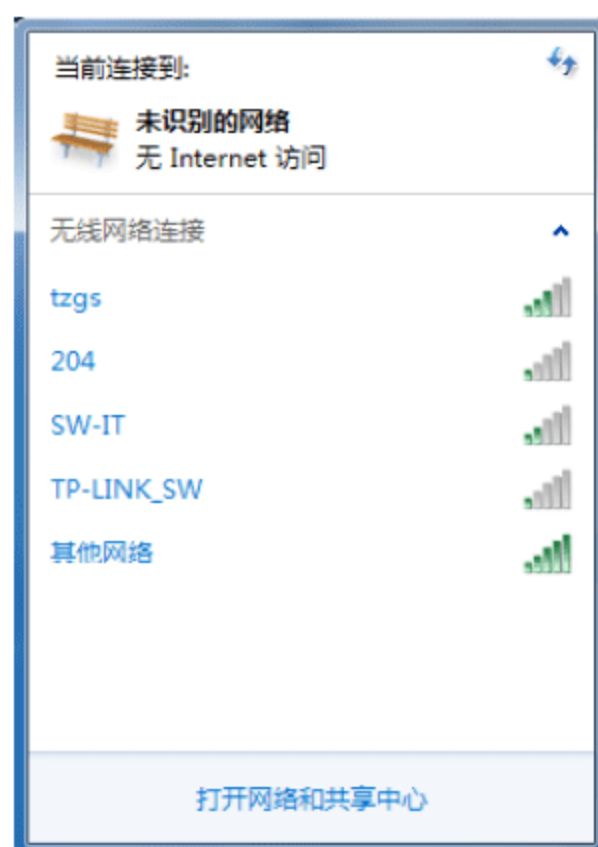 当前连接到:
未识别的网络
无 Internet 访问
无线网络连接
tzgs
204
SW-IT
TP-LINK_SW
其他网络
打开网络和共享中心